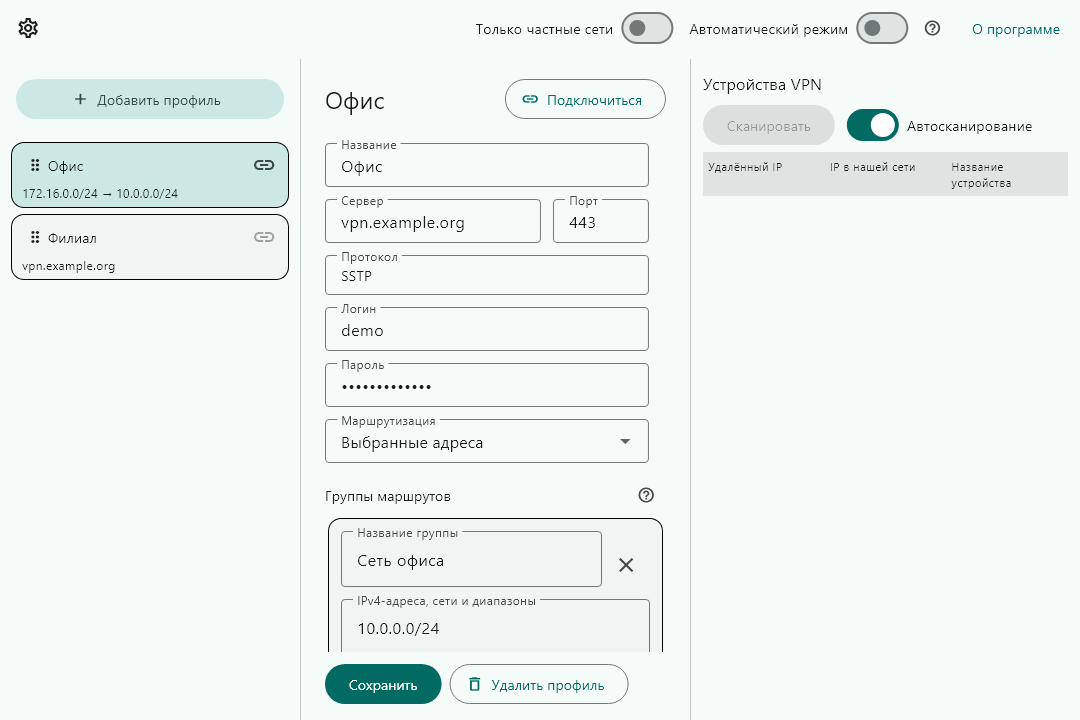 Только частные сети
Автоматический режим
О программе
Добавить профиль
Офис
172.16.0.0/24 → 10.0.0.0/24
Филиал
vpn.example.org
Офис
Подключиться
Название
Офис
Сервер
vpn.example.org
Порт
443
Протокол
SSTP
Логин
demo
Пароль
•••••••••••••
Маршрутизация
Выбранные адреса
Группы маршрутов
Название группы
Сеть офиса
IPv4-адреса, сети и диапазоны
10.0.0.0/24
Сохранить
Удалить профиль
Устройства VPN
Сканировать
Автосканирование
Удалённый IP
IP в нашей сети
Название
устройства